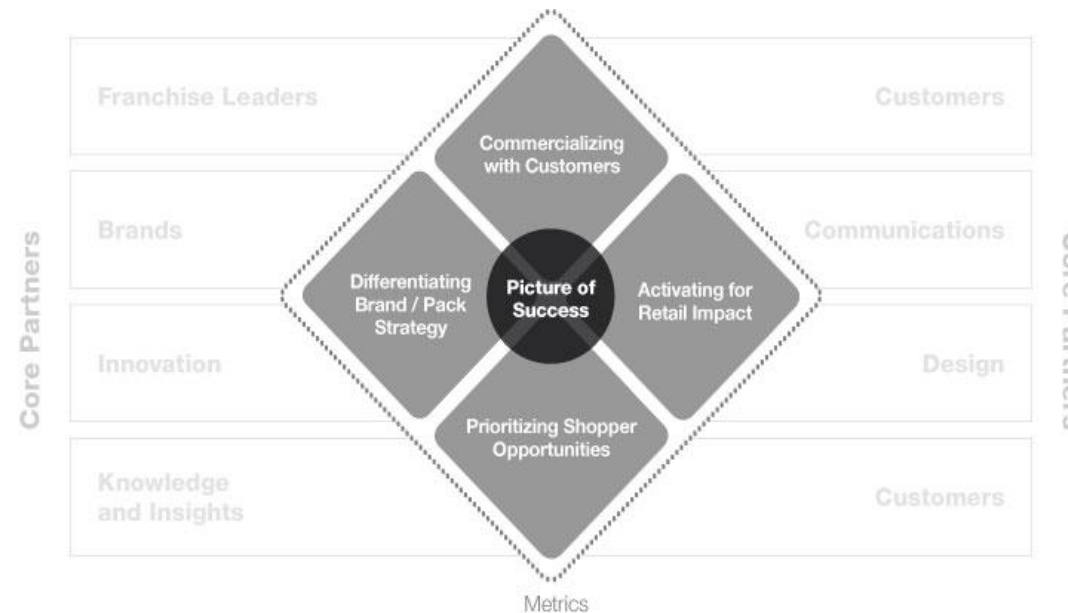 Franchise Leaders
Customers
Commercializing
with Customers
Brands
Communications
Core Partners
Differentiating
Brand / Pack
Strategy
Picture of
Success
Activating for
Retail Impact
Innovation
Design
Prioritizing Shopper
Opportunities
Knowledge
and Insights
Customers
Metrics